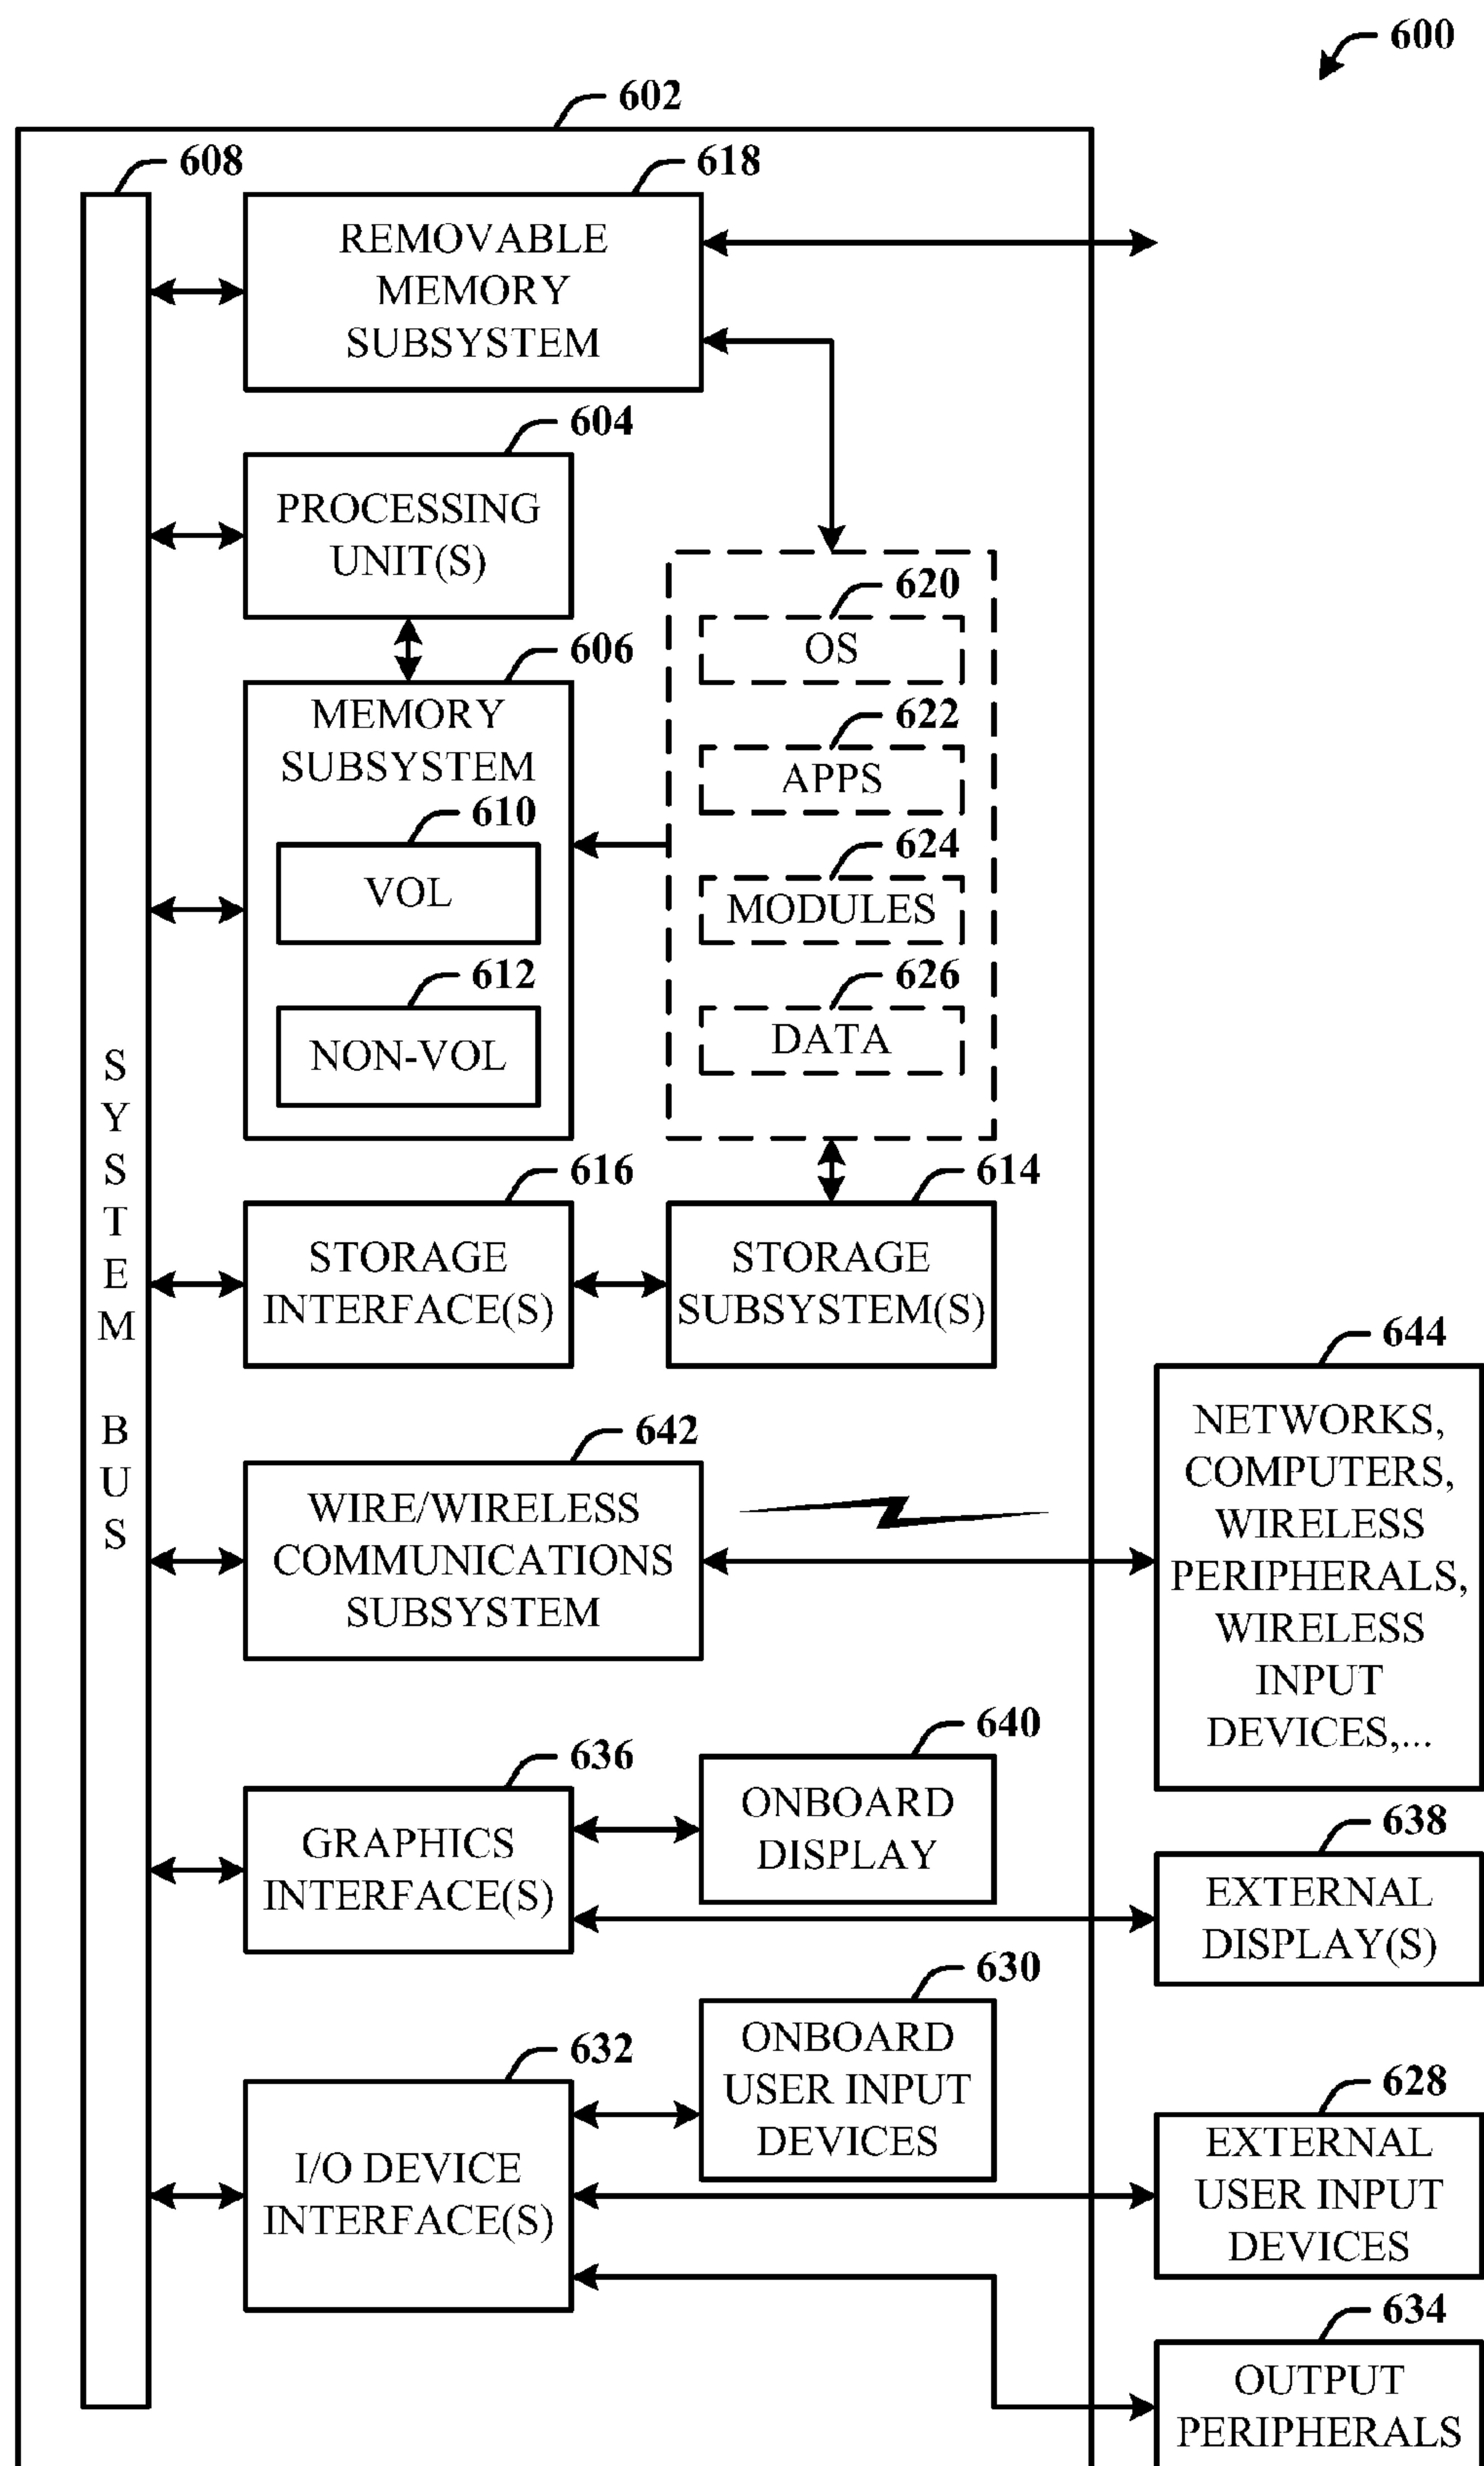 600
602
608
618
REMOVABLE
MEMORY
SUBSYSTEM
604
PROCESSING
UNIT(S)
606
MEMORY
SUBSYSTEM
610
VOL
612
NON-VOL
620
OS
622
APPS
624
MODULES
626
DATA
616
STORAGE
INTERFACE(S)
614
STORAGE
SUBSYSTEM(S)
SYSTEM BUS
642
WIRE/WIRELESS
COMMUNICATIONS
SUBSYSTEM
644
NETWORKS,
COMPUTERS,
WIRELESS
PERIPHERALS,
WIRELESS
INPUT
DEVICES,...
636
GRAPHICS
INTERFACE(S)
640
ONBOARD
DISPLAY
638
EXTERNAL
DISPLAY(S)
632
I/O DEVICE
INTERFACE(S)
630
ONBOARD
USER INPUT
DEVICES
628
EXTERNAL
USER INPUT
DEVICES
634
OUTPUT
PERIPHERALS